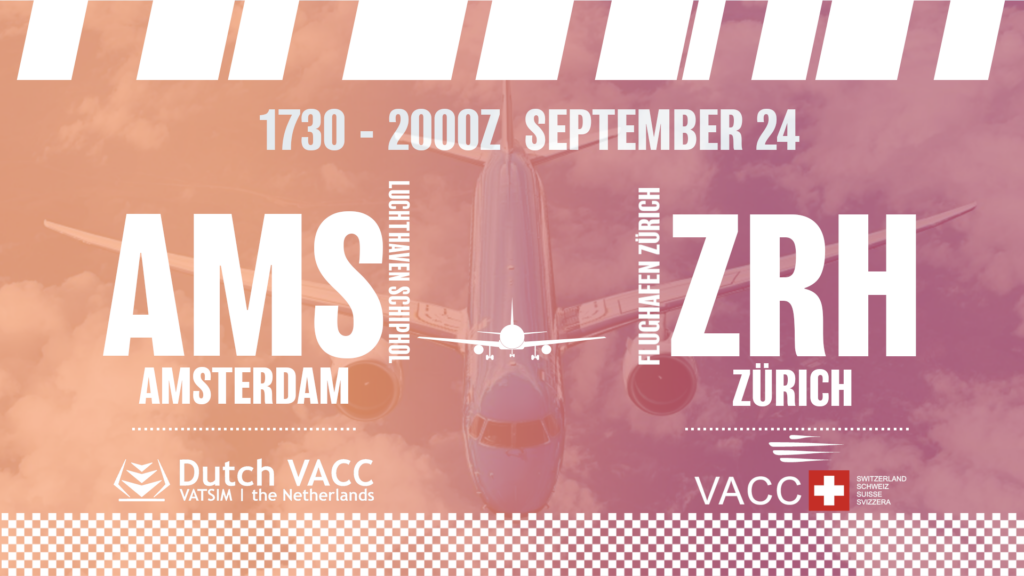 1730 - 2000Z SEPTEMBER 24
AMS
LUCHTHAVEN SCHIPHOL
AMSTERDAM
FLUGHAFEN ZÜRICH
ZRH
ZÜRICH
Dutch VACC
VATSIM | the Netherlands
VACC
SWITZERLAND
SCHWEIZ
SUISSE
SVIZZERA